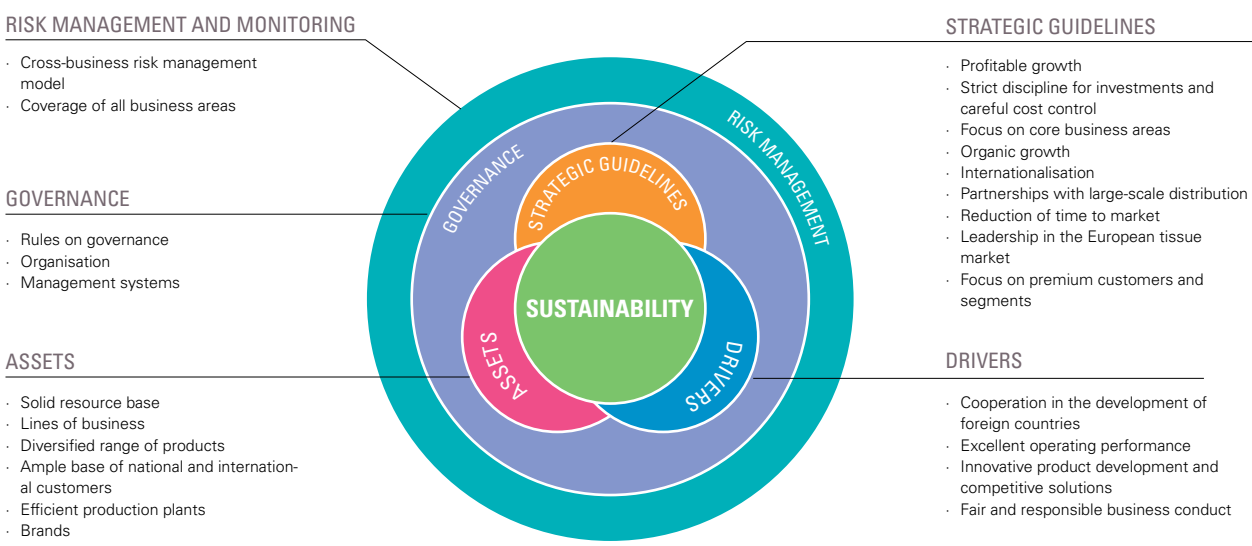 RISK MANAGEMENT AND MONITORING
· Cross-business risk management
model
· Coverage of all business areas
GOVERNANCE
· Rules on governance
· Organisation
· Management systems
ASSETS
· Solid resource base
· Lines of business
· Diversified range of products
· Ample base of national and internation-
al customers
· Efficient production plants
· Brands
RISK MANAGEMENT
GOVERNANCE
STRATEGIC GUIDELINES
SUSTAINABILITY
ASSETS
DRIVERS
STRATEGIC GUIDELINES
· Profitable growth
· Strict discipline for investments and
careful cost control
· Focus on core business areas
· Organic growth
· Internationalisation
· Partnerships with large-scale distribution
· Reduction of time to market
· Leadership in the European tissue
market
· Focus on premium customers and
segments
DRIVERS
· Cooperation in the development of
foreign countries
· Excellent operating performance
· Innovative product development and
competitive solutions
· Fair and responsible business conduct